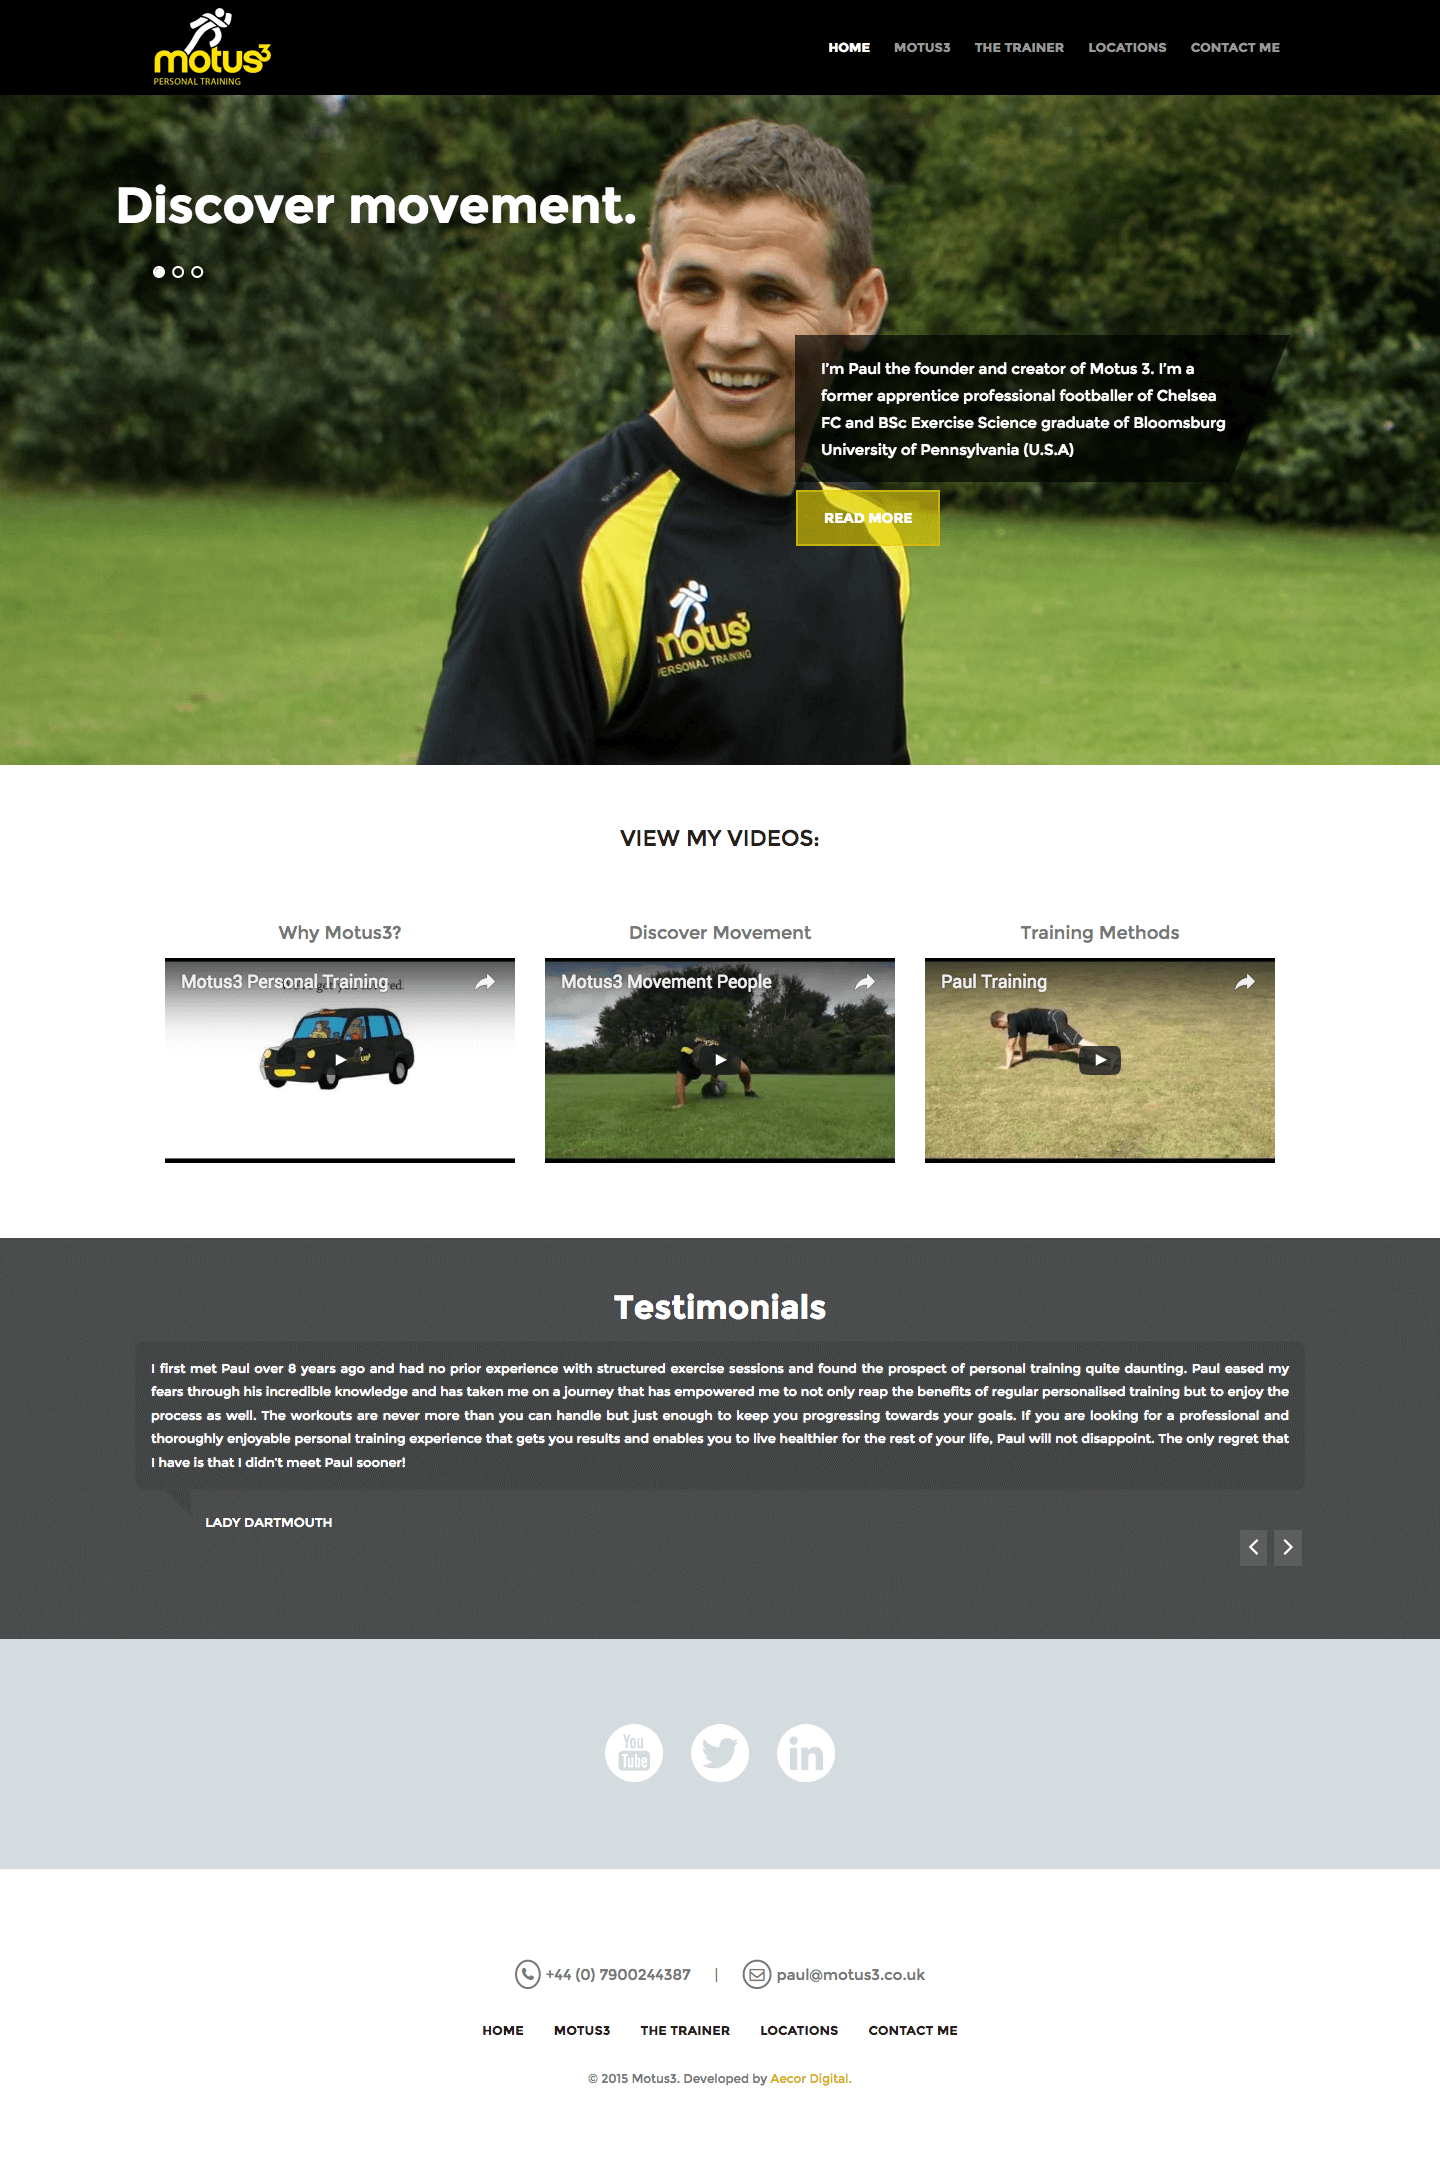 motus3
PERSONAL TRAINING
HOME MOTUS3 THE TRAINER LOCATIONS CONTACT ME
Discover movement.
I'm Paul the founder and creator of Motus 3. I'm a
former apprentice professional footballer of Chelsea
FC and BSc Exercise Science graduate of Bloomsburg
University of Pennsylvania (U.S.A)
READ MORE
motus3
PERSONAL TRAINING
VIEW MY VIDEOS:
Why Motus3? Discover Movement Training Methods
Motus3 Personal Training Motus3 Movement People Paul Training
Testimonials
I first met Paul over 8 years ago and had no prior experience with structured exercise sessions and found the prospect of personal training quite daunting. Paul eased my
fears through his incredible knowledge and has taken me on a journey that has empowered me to not only reap the benefits of regular personalised training but to enjoy the
process as well. The workouts are never more than you can handle but just enough to keep you progressing towards your goals. If you are looking for a professional and
thoroughly enjoyable personal training experience that gets you results and enables you to live healthier for the rest of your life, Paul will not disappoint. The only regret that
I have is that I didn't meet Paul sooner!
LADY DARTMOUTH
You
Tube
in
+44 (0) 7900244387 | paul@motus3.co.uk
HOME MOTUS3 THE TRAINER LOCATIONS CONTACT ME
© 2015 Motus3. Developed by Aecor Digital.